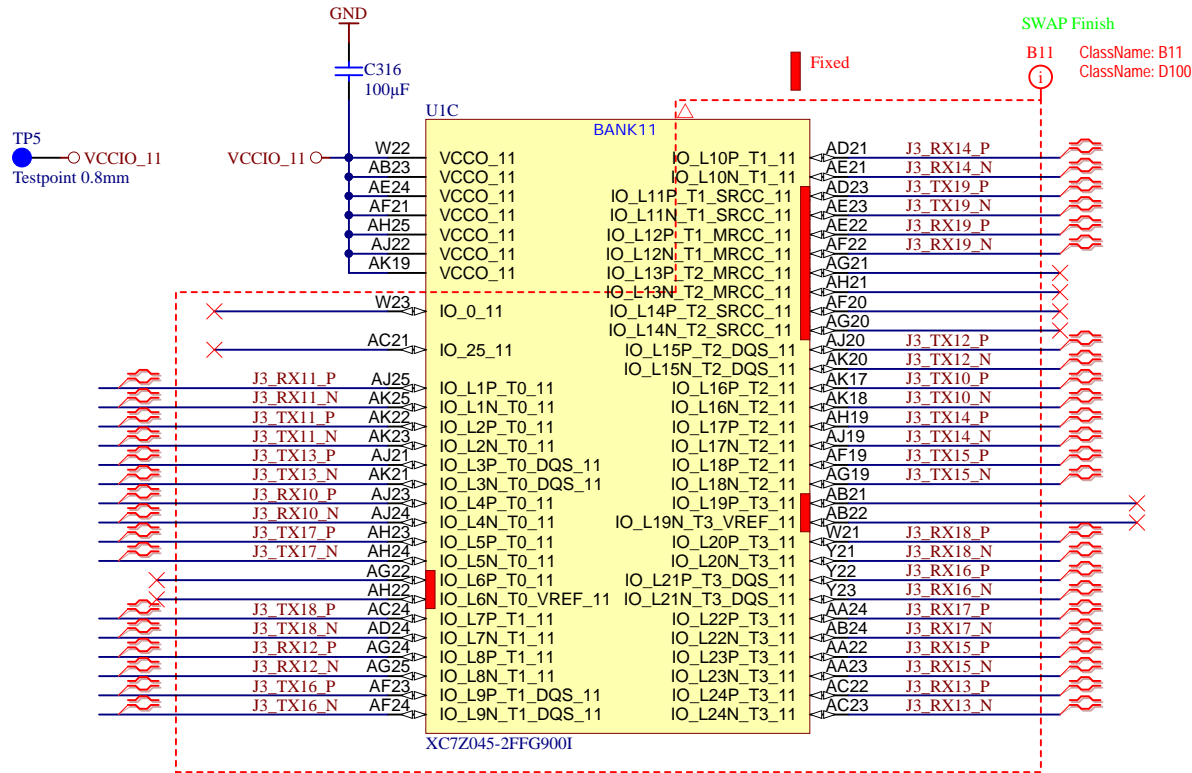 GND
SWAP Finish
B11
i
ClassName: B11
ClassName: D100
Fixed
C316
100µF
U1C
BANK11
TP5
VCCIO_11
Testpoint 0.8mm
VCCIO_11
W22 VCCO_11
AB23 VCCO_11
AE24 VCCO_11
AF21 VCCO_11
AH25 VCCO_11
AJ22 VCCO_11
AK19 VCCO_11
W23 IO_0_11
AC21 IO_25_11
J3_RX11_P AJ25 IO_L1P_T0_11
J3_RX11_N AK25 IO_L1N_T0_11
J3_TX11_P AK22 IO_L2P_T0_11
J3_TX11_N AK23 IO_L2N_T0_11
J3_TX13_P AJ21 IO_L3P_T0_DQS_11
J3_TX13_N AK21 IO_L3N_T0_DQS_11
J3_RX10_P AJ23 IO_L4P_T0_11
J3_RX10_N AJ24 IO_L4N_T0_11
J3_TX17_P AH23 IO_L5P_T0_11
J3_TX17_N AH24 IO_L5N_T0_11
AG22 IO_L6P_T0_11
AH22 IO_L6N_T0_VREF_11
J3_TX18_P AC24 IO_L7P_T1_11
J3_TX18_N AD24 IO_L7N_T1_11
J3_RX12_P AG24 IO_L8P_T1_11
J3_RX12_N AG25 IO_L8N_T1_11
J3_TX16_P AF23 IO_L9P_T1_DQS_11
J3_TX16_N AF24 IO_L9N_T1_DQS_11
IO_L10P_T1_11 AD21 J3_RX14_P
IO_L10N_T1_11 AE21 J3_RX14_N
IO_L11P_T1_SRCC_11 AD23 J3_TX19_P
IO_L11N_T1_SRCC_11 AE23 J3_TX19_N
IO_L12P_T1_MRCC_11 AE22 J3_RX19_P
IO_L12N_T1_MRCC_11 AF22 J3_RX19_N
IO_L13P_T2_MRCC_11 AG21
IO_L13N_T2_MRCC_11 AH21
IO_L14P_T2_SRCC_11 AF20
IO_L14N_T2_SRCC_11 AG20
IO_L15P_T2_DQS_11 AJ20 J3_TX12_P
IO_L15N_T2_DQS_11 AK20 J3_TX12_N
IO_L16P_T2_11 AK17 J3_TX10_P
IO_L16N_T2_11 AK18 J3_TX10_N
IO_L17P_T2_11 AH19 J3_TX14_P
IO_L17N_T2_11 AJ19 J3_TX14_N
IO_L18P_T2_11 AF19 J3_TX15_P
IO_L18N_T2_11 AG19 J3_TX15_N
IO_L19P_T3_11 AB21
IO_L19N_T3_VREF_11 AB22
IO_L20P_T3_11 W21 J3_RX18_P
IO_L20N_T3_11 Y21 J3_RX18_N
IO_L21P_T3_DQS_11 Y22 J3_RX16_P
IO_L21N_T3_DQS_11 Y23 J3_RX16_N
IO_L22P_T3_11 AA24 J3_RX17_P
IO_L22N_T3_11 AB24 J3_RX17_N
IO_L23P_T3_11 AA22 J3_RX15_P
IO_L23N_T3_11 AA23 J3_RX15_N
IO_L24P_T3_11 AC22 J3_RX13_P
IO_L24N_T3_11 AC23 J3_RX13_N
XC7Z045-2FFG900I